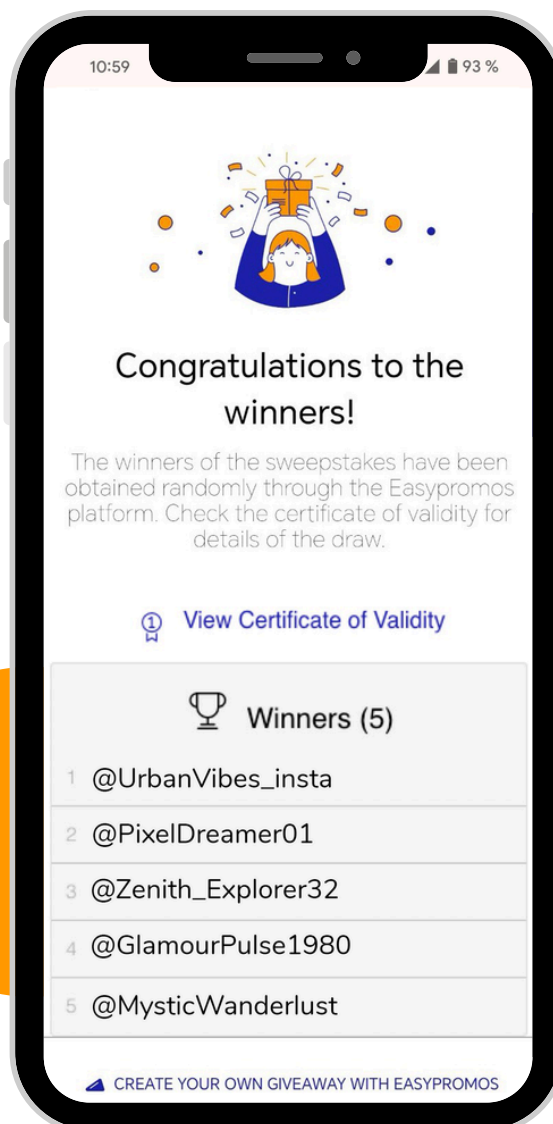 10:59
93 %
Congratulations to the
winners!
The winners of the sweepstakes have been
obtained randomly through the Easypromos
platform. Check the certificate of validity for
details of the draw.
1 View Certificate of Validity
Winners (5)
1 @UrbanVibes_insta
2 @PixelDreamer01
3 @Zenith_Explorer32
4 @GlamourPulse1980
5 @MysticWanderlust
CREATE YOUR OWN GIVEAWAY WITH EASYPROMOS